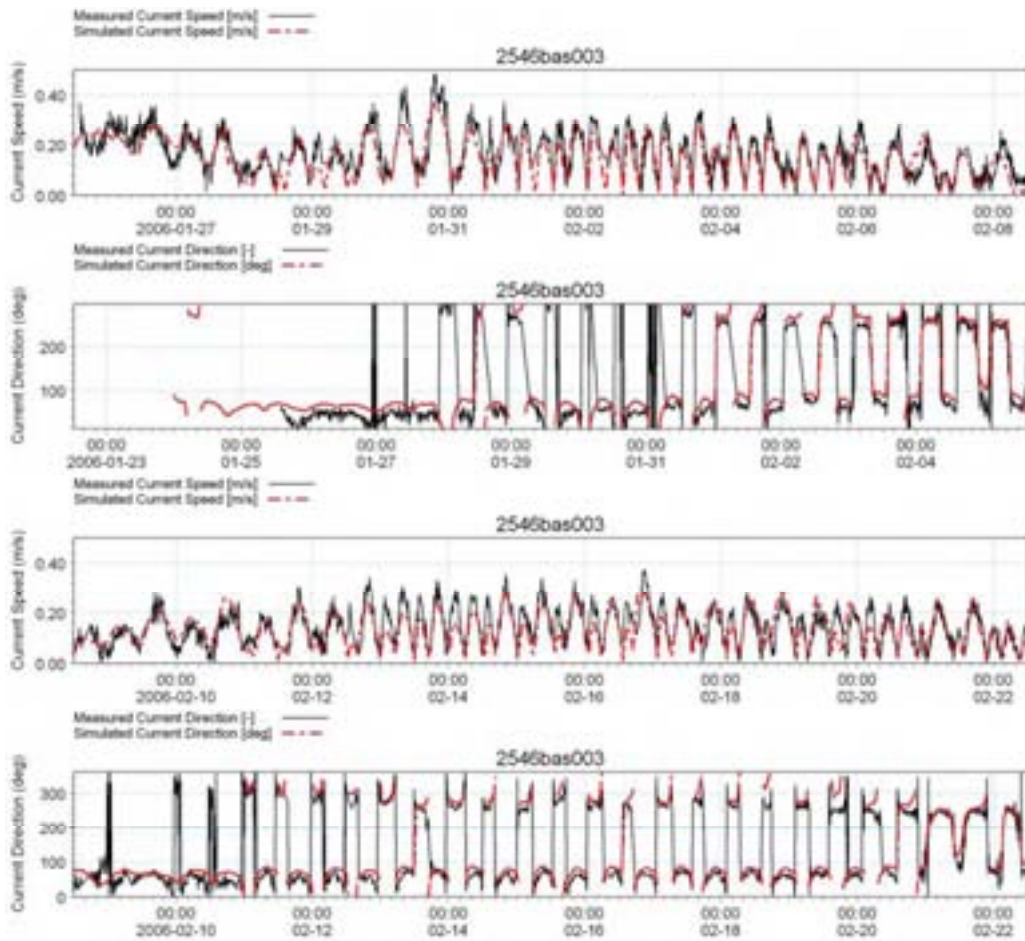 Measured Current Speed [m/s]
Simulated Current Speed [m/s]
2546bas003
Current Speed (m/s)
0.40
0.20
0.00
00:00 00:00 00:00 00:00 00:00 00:00 00:00
2006-01-27 01-29 01-31 02-02 02-04 02-06 02-08
Measured Current Direction [-]
Simulated Current Direction [deg]
2546bas003
Current Direction (deg)
200
100
00:00 00:00 00:00 00:00 00:00 00:00 00:00
2006-01-23 01-25 01-27 01-29 01-31 02-02 02-04
Measured Current Speed [m/s]
Simulated Current Speed [m/s]
2546bas003
Current Speed (m/s)
0.40
0.20
0.00
00:00 00:00 00:00 00:00 00:00 00:00 00:00
2006-02-10 02-12 02-14 02-16 02-18 02-20 02-22
Measured Current Direction [-]
Simulated Current Direction [deg]
2546bas003
Current Direction (deg)
300
200
100
0
00:00 00:00 00:00 00:00 00:00 00:00 00:00
2006-02-10 02-12 02-14 02-16 02-18 02-20 02-22